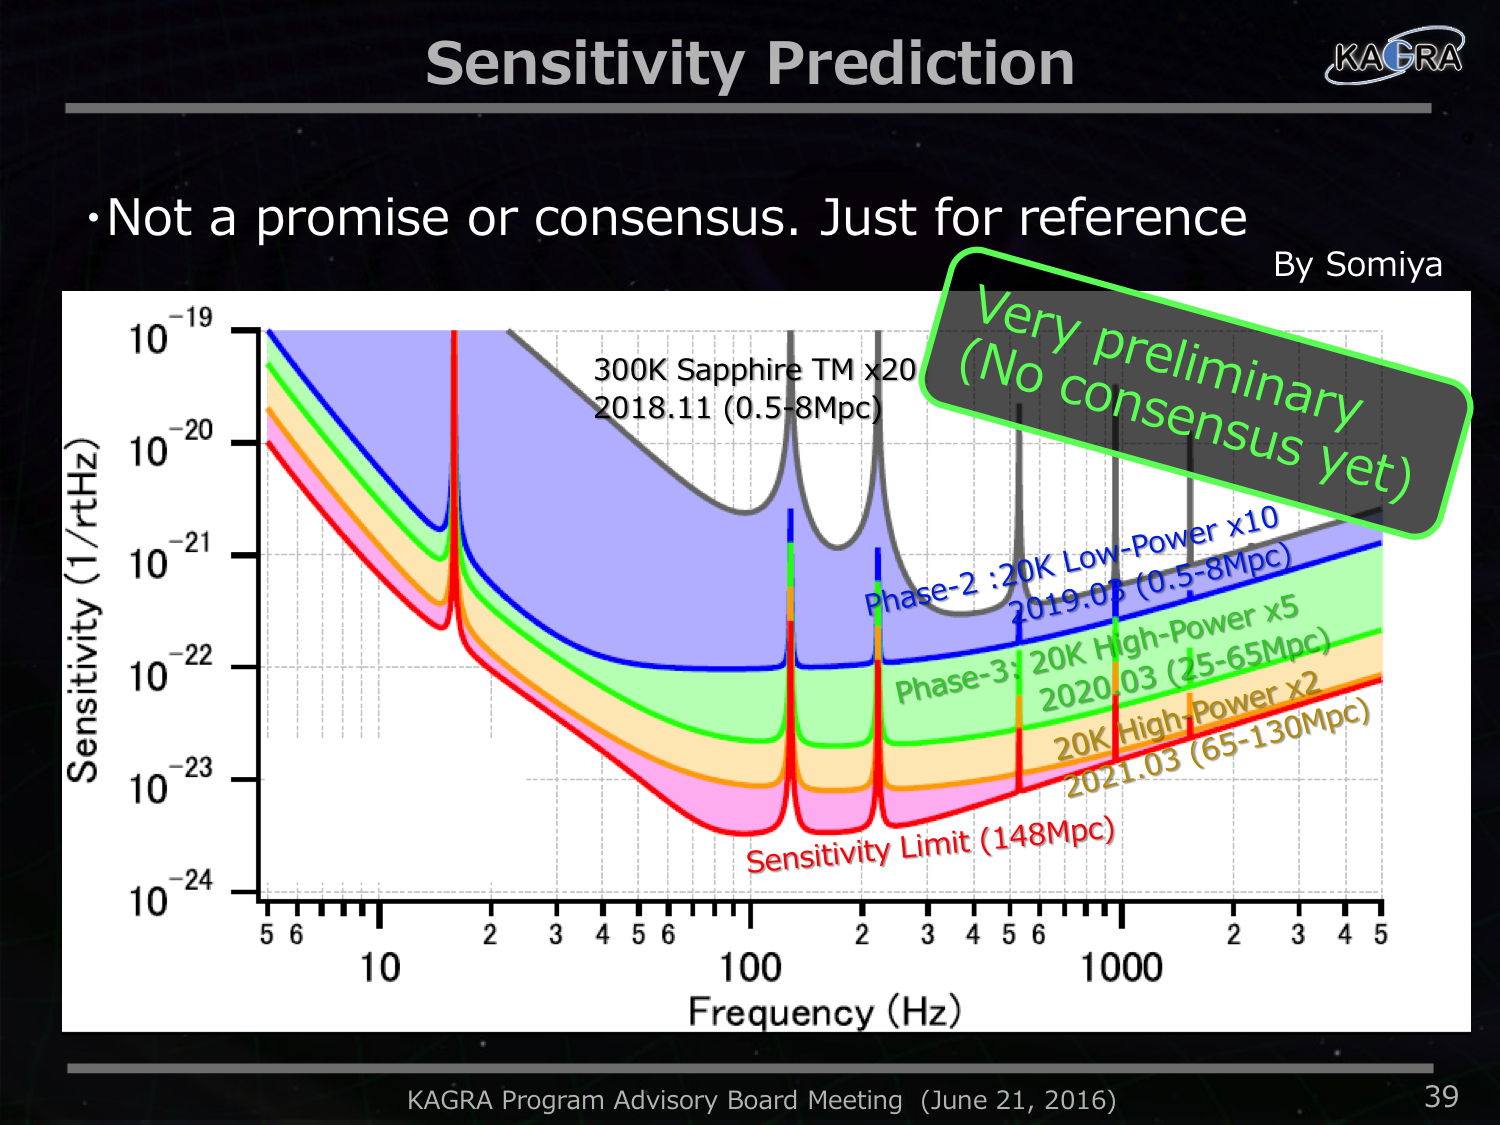 Sensitivity Prediction
KAGRA
・Not a promise or consensus. Just for reference
By Somiya
Very preliminary
(No consensus yet)
300K Sapphire TM x20
2018.11 (0.5-8Mpc)
Phase-2 :20K Low-Power x10
2019.03 (0.5-8Mpc)
Phase-3: 20K High-Power x5
2020.03 (25-65Mpc)
20K High-Power x2
2021.03 (65-130Mpc)
Sensitivity Limit (148Mpc)
Sensitivity (1/rtHz)
10⁻¹⁹
10⁻²⁰
10⁻²¹
10⁻²²
10⁻²³
10⁻²⁴
5 6 2 3 4 5 6 2 3 4 5 6 2 3 4 5
10 100 1000
Frequency (Hz)
KAGRA Program Advisory Board Meeting (June 21, 2016)
39